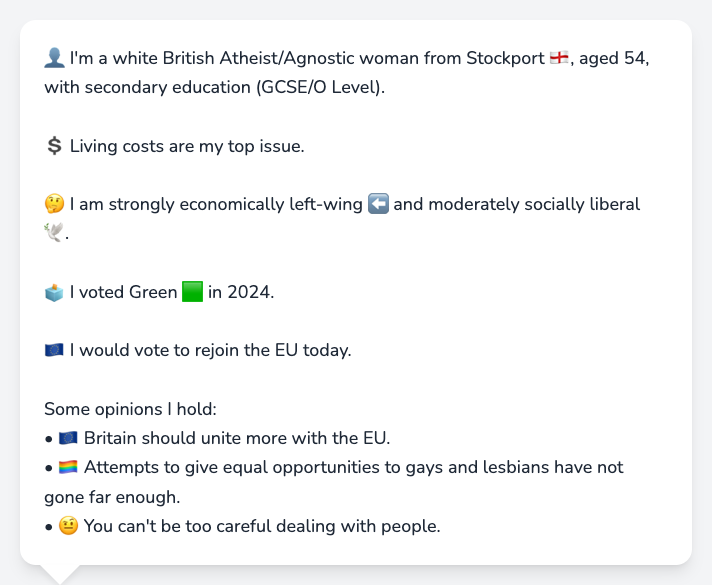 👤 I'm a white British Atheist/Agnostic woman from Stockport 🏴󠁧󠁢󠁥󠁮󠁧󠁿, aged 54,
with secondary education (GCSE/O Level).
💲 Living costs are my top issue.
🤔 I am strongly economically left-wing ⬅️ and moderately socially liberal
🕊️.
🗳️ I voted Green 🟩 in 2024.
🇪🇺 I would vote to rejoin the EU today.
Some opinions I hold:
• 🇪🇺 Britain should unite more with the EU.
• 🏳️‍🌈 Attempts to give equal opportunities to gays and lesbians have not
gone far enough.
• 🤨 You can't be too careful dealing with people.